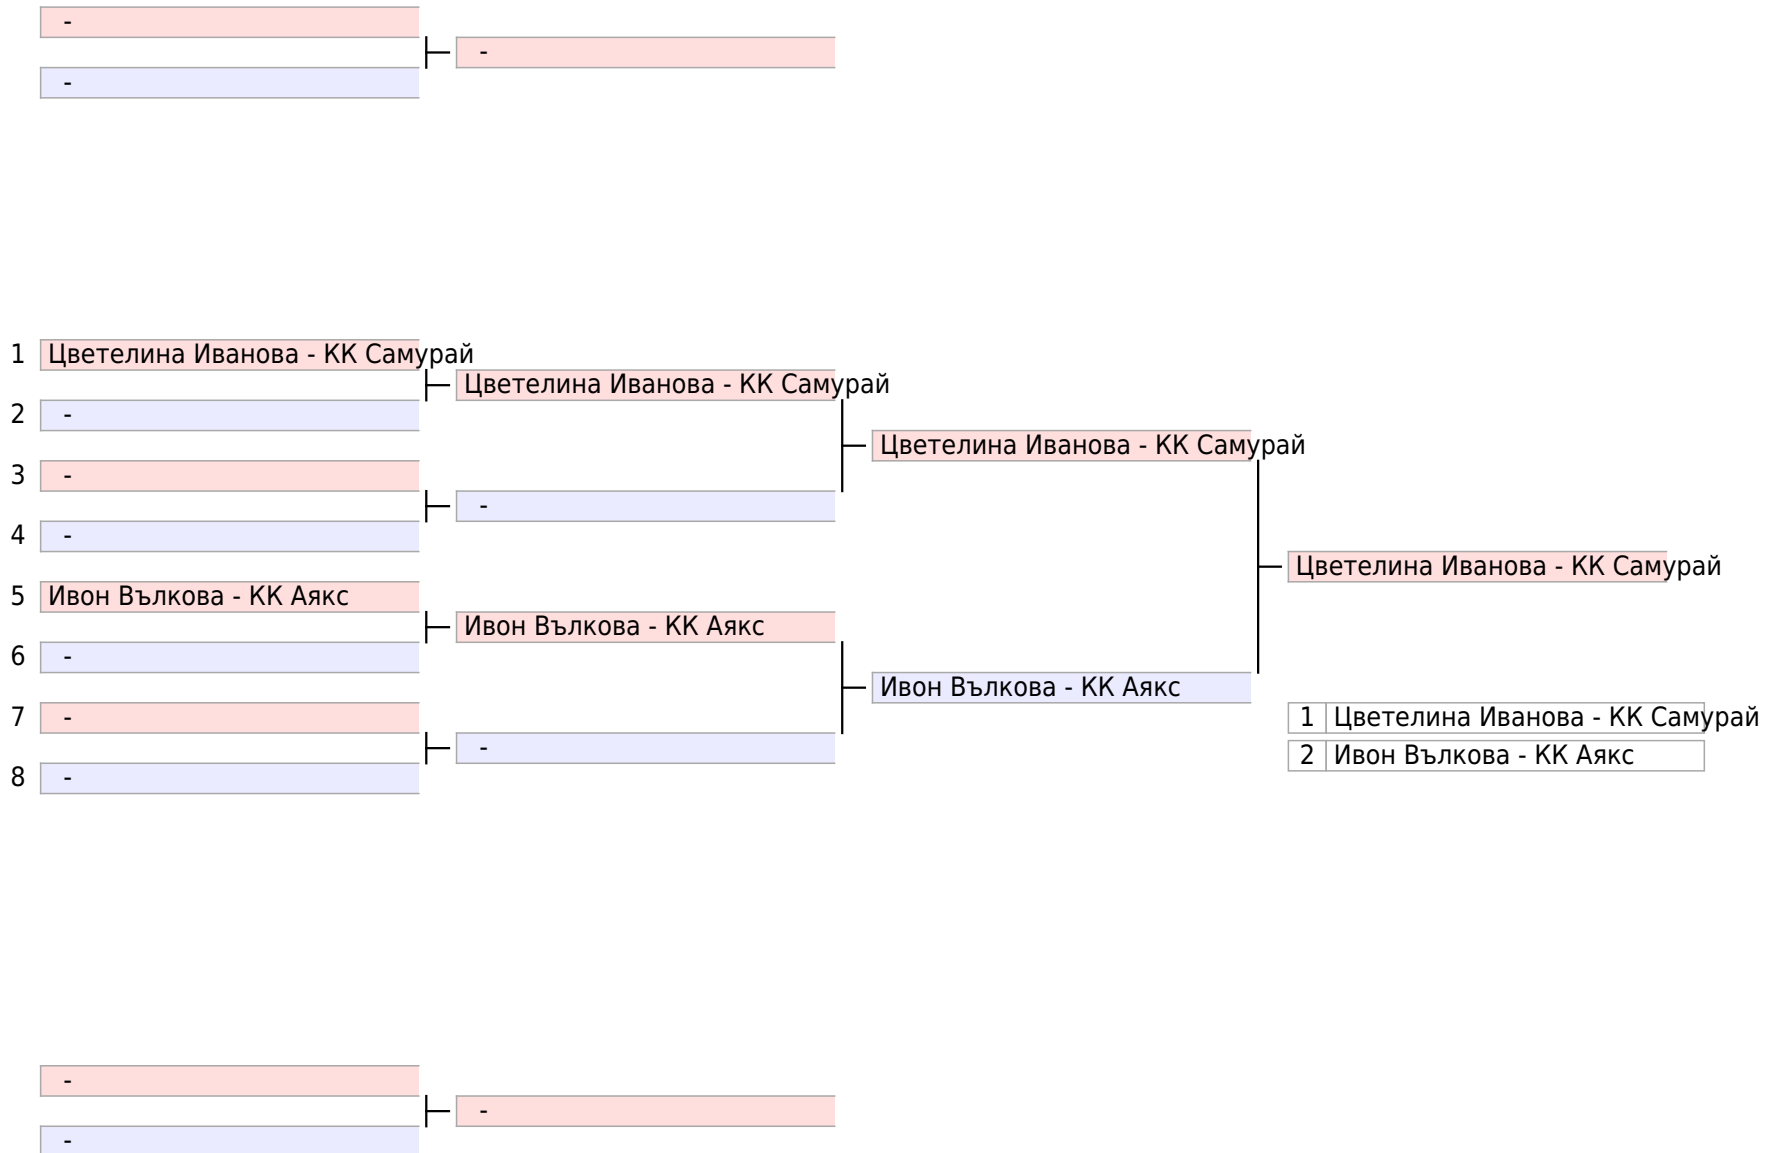 -
-
-
1 Цветелина Иванова - КК Самурай
Цветелина Иванова - КК Самурай
2 -
Цветелина Иванова - КК Самурай
3 -
-
4 -
Цветелина Иванова - КК Самурай
5 Ивон Вълкова - КК Аякс
Ивон Вълкова - КК Аякс
6 -
Ивон Вълкова - КК Аякс
7 -
1 Цветелина Иванова - КК Самурай
-
2 Ивон Вълкова - КК Аякс
8 -
-
-
-